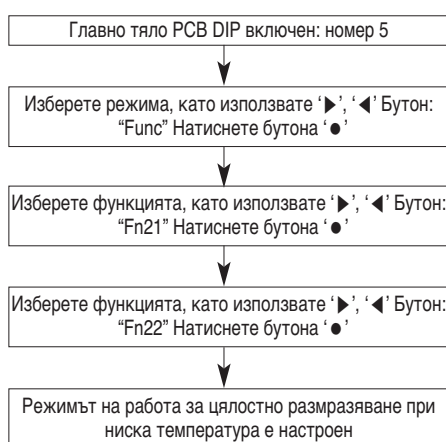 Главно тяло PCB DIP включен: номер 5
Изберете режима, като използвате ‘▶’, ‘◀’ Бутон:
“Func” Натиснете бутона ‘●’
Изберете функцията, като използвате ‘▶’, ‘◀’ Бутон:
“Fn21” Натиснете бутона ‘●’
Изберете функцията, като използвате ‘▶’, ‘◀’ Бутон:
“Fn22” Натиснете бутона ‘●’
Режимът на работа за цялостно размразяване при
ниска температура е настроен